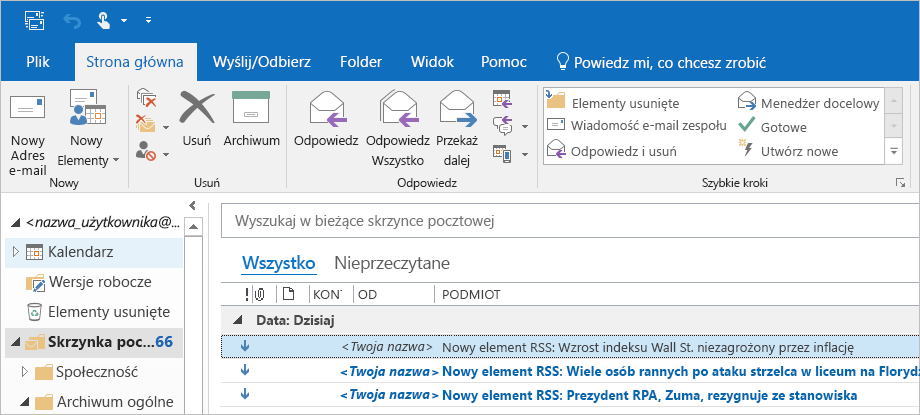 Plik Strona główna Wyślij/Odbierz Folder Widok Pomoc Powiedz mi, co chcesz zrobić
Nowy
Adres
e-mail
Nowy
Elementy
Nowy
Usuń
Archiwum
Usuń
Odpowiedz
Odpowiedz
Wszystko
Przekaż
dalej
Odpowiedz
Elementy usunięte
Menedżer docelowy
Wiadomość e-mail zespołu
Gotowe
Odpowiedz i usuń
Utwórz nowe
Szybkie kroki
<nazwa_użytkownika@...
Kalendarz
Wersje robocze
Elementy usunięte
Skrzynka poc...66
Społeczność
Archiwum ogólne
Wyszukaj w bieżące skrzynce pocztowej
Wszystko Nieprzeczytane
! KON OD PODMIOT
Data: Dzisiaj
<Twoja nazwa> Nowy element RSS: Wzrost indeksu Wall St. niezagrożony przez inflację
<Twoja nazwa> Nowy element RSS: Wiele osób rannych po ataku strzelca w liceum na Floryd
<Twoja nazwa> Nowy element RSS: Prezydent RPA, Zuma, rezygnuje ze stanowiska